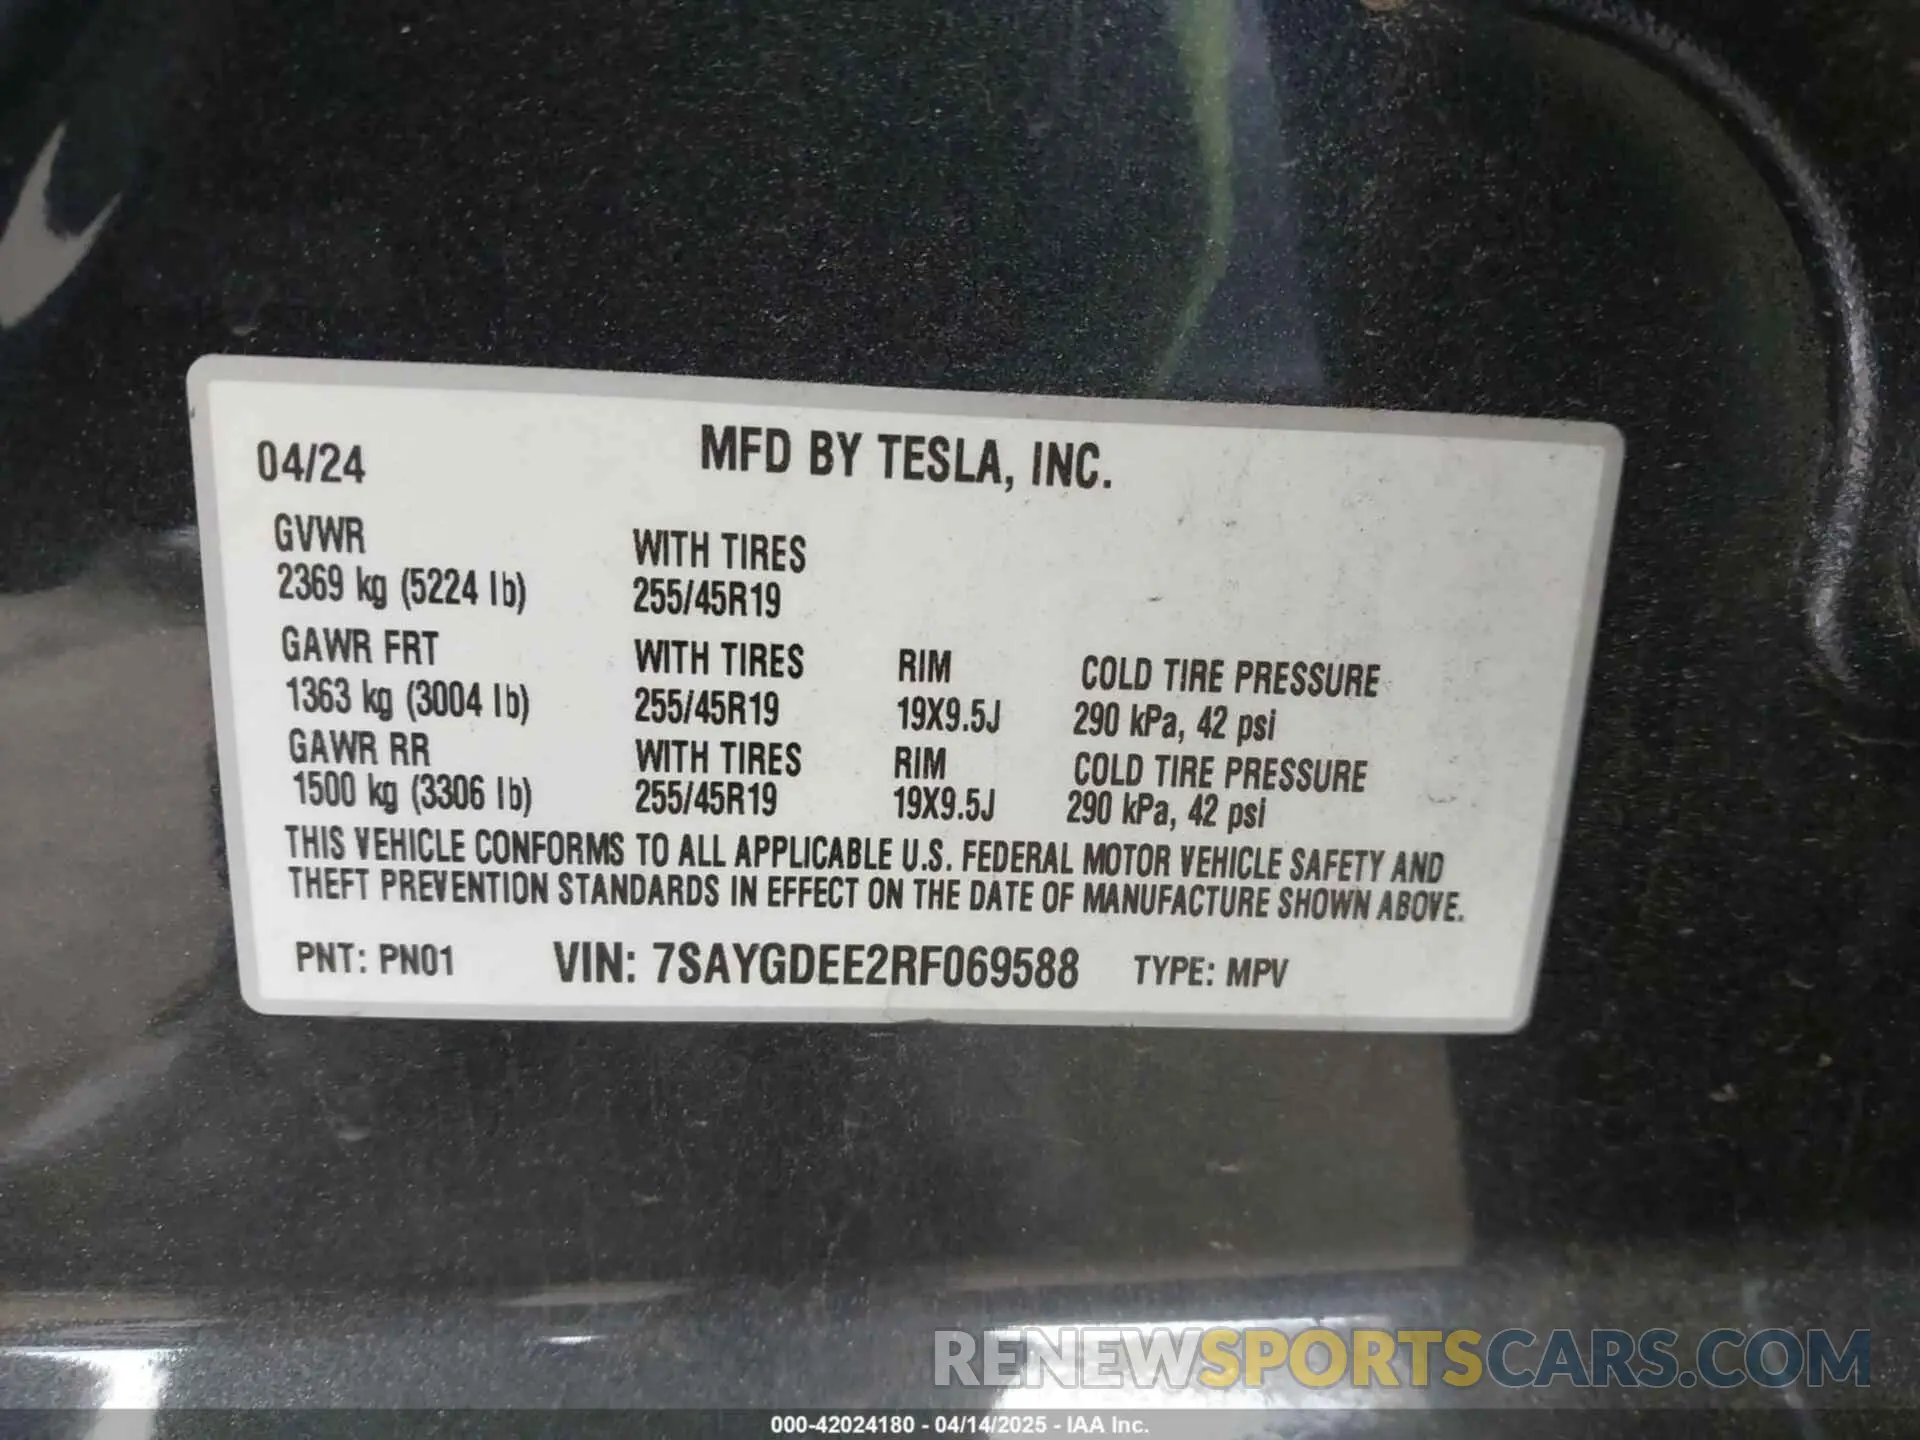 04/24 MFD BY TESLA, INC.
GVWR WITH TIRES
2369 kg (5224 lb) 255/45R19
GAWR FRT WITH TIRES RIM COLD TIRE PRESSURE
1363 kg (3004 lb) 255/45R19 19X9.5J 290 kPa, 42 psi
GAWR RR WITH TIRES RIM COLD TIRE PRESSURE
1500 kg (3306 lb) 255/45R19 19X9.5J 290 kPa, 42 psi
THIS VEHICLE CONFORMS TO ALL APPLICABLE U.S. FEDERAL MOTOR VEHICLE SAFETY AND
THEFT PREVENTION STANDARDS IN EFFECT ON THE DATE OF MANUFACTURE SHOWN ABOVE.
PNT: PN01 VIN: 7SAYGDEE2RF069588 TYPE: MPV
RENEWSPORTSCARS.COM
000-42024180 - 04/14/2025 - IAA Inc.